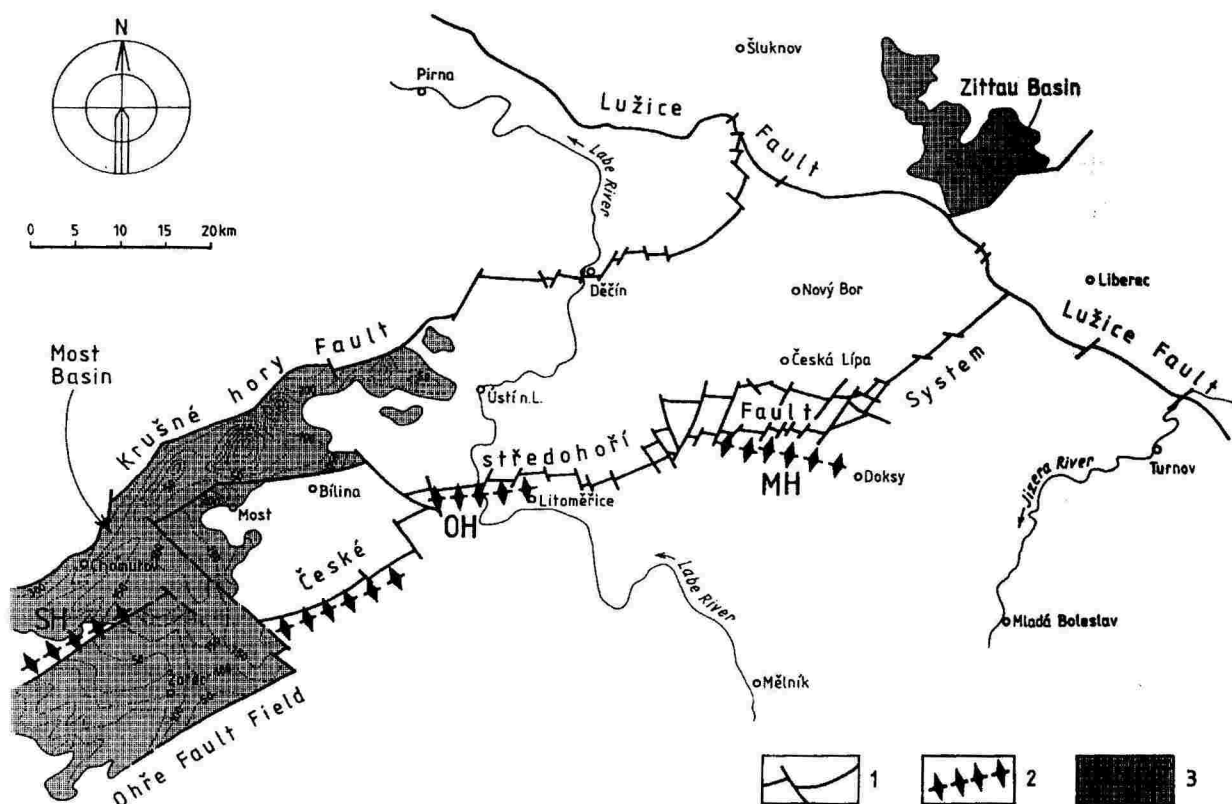 N
Šluknov
Pirna
Zittau Basin
Lužice
Fault
Labe River
0 5 10 15 20 km
Děčín
Nový Bor
Liberec
Lužice Fault
Most
Basin
Krušné hory Fault
Česká Lípa
Ústí n.L.
System
Fault
středohoří
Turnov
Jizera River
Bílina
Litoměřice
MH
Doksy
Most
OH
České
Chomutov
Labe River
SH
Mladá Boleslav
Mělník
Ohře Fault Field
1
2
3